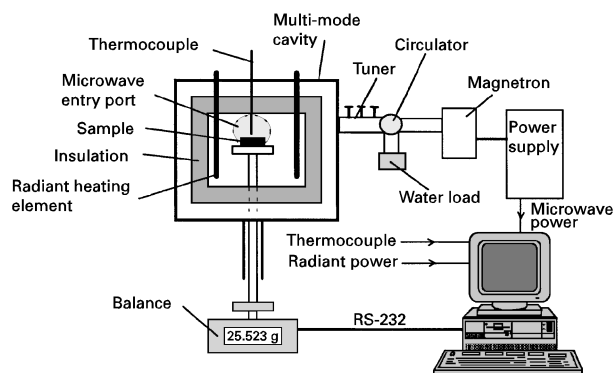 Multi-mode
cavity
Thermocouple
Circulator
Tuner
Microwave
entry port
Magnetron
Sample
Insulation
Power
supply
Radiant heating
element
Water load
Microwave
power
Thermocouple
Radiant power
Balance
25.523 g
RS-232